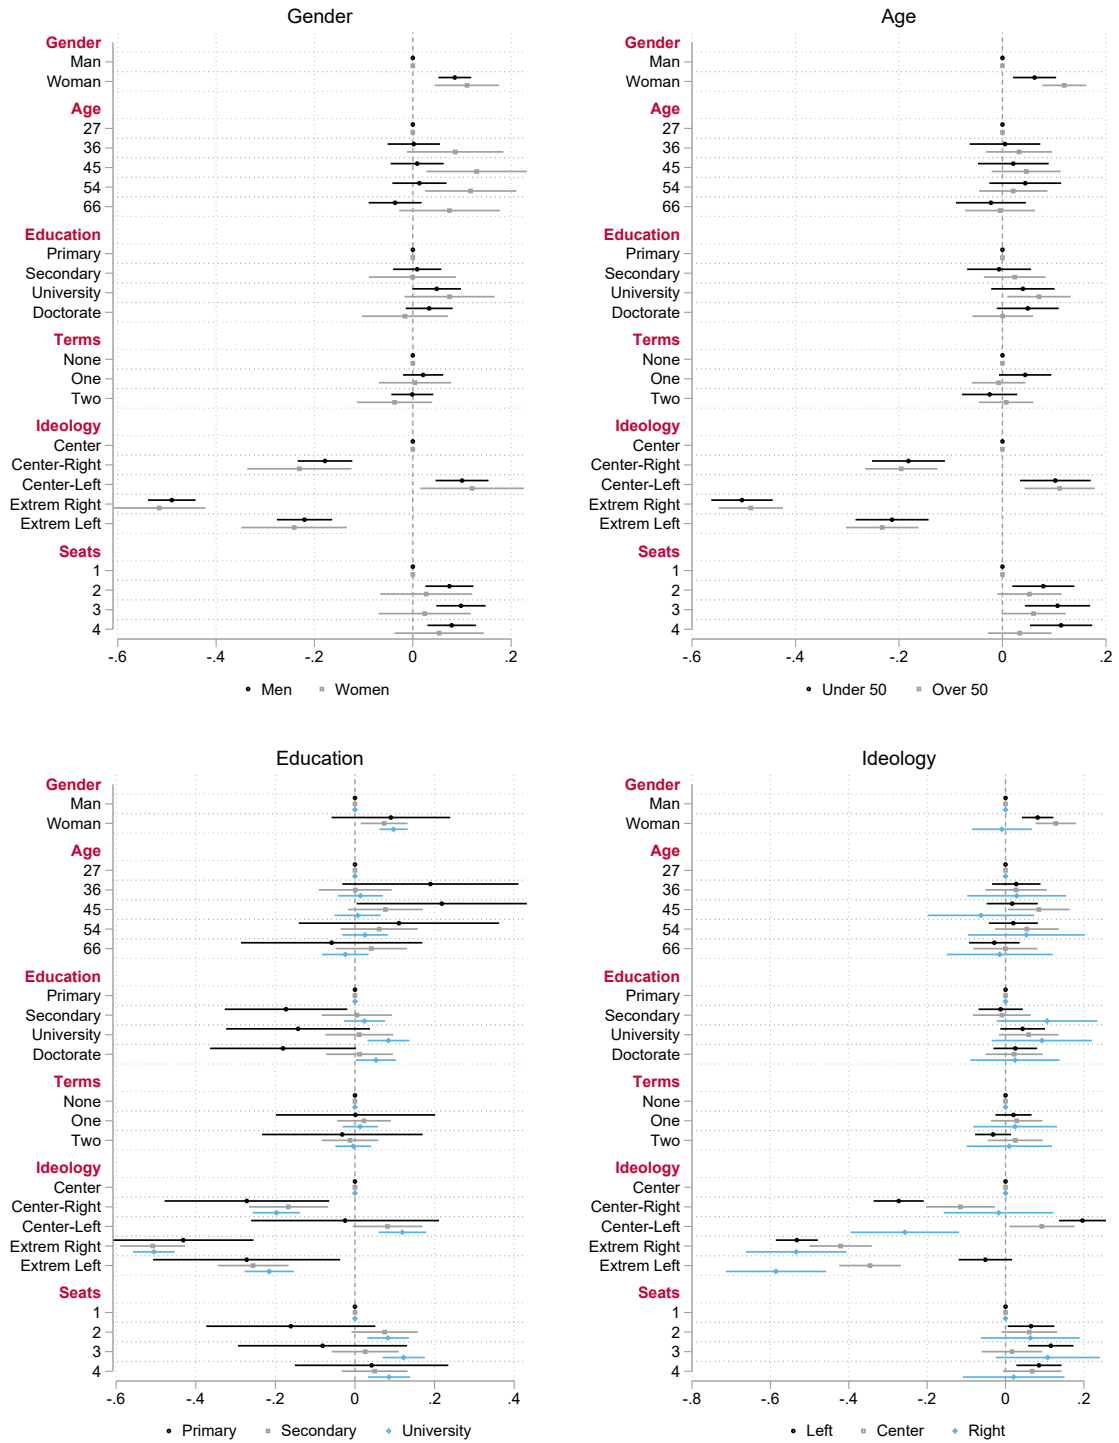 Gender
Gender
Man
Woman
Age
27
36
45
54
66
Education
Primary
Secondary
University
Doctorate
Terms
None
One
Two
Ideology
Center
Center-Right
Center-Left
Extrem Right
Extrem Left
Seats
1
2
3
4
-.6 -.4 -.2 0 .2
Men Women
Age
Gender
Man
Woman
Age
27
36
45
54
66
Education
Primary
Secondary
University
Doctorate
Terms
None
One
Two
Ideology
Center
Center-Right
Center-Left
Extrem Right
Extrem Left
Seats
1
2
3
4
-.6 -.4 -.2 0 .2
Under 50 Over 50
Education
Gender
Man
Woman
Age
27
36
45
54
66
Education
Primary
Secondary
University
Doctorate
Terms
None
One
Two
Ideology
Center
Center-Right
Center-Left
Extrem Right
Extrem Left
Seats
1
2
3
4
-.6 -.4 -.2 0 .2 .4
Primary Secondary University
Ideology
Gender
Man
Woman
Age
27
36
45
54
66
Education
Primary
Secondary
University
Doctorate
Terms
None
One
Two
Ideology
Center
Center-Right
Center-Left
Extrem Right
Extrem Left
Seats
1
2
3
4
-.8 -.6 -.4 -.2 0 .2
Left Center Right